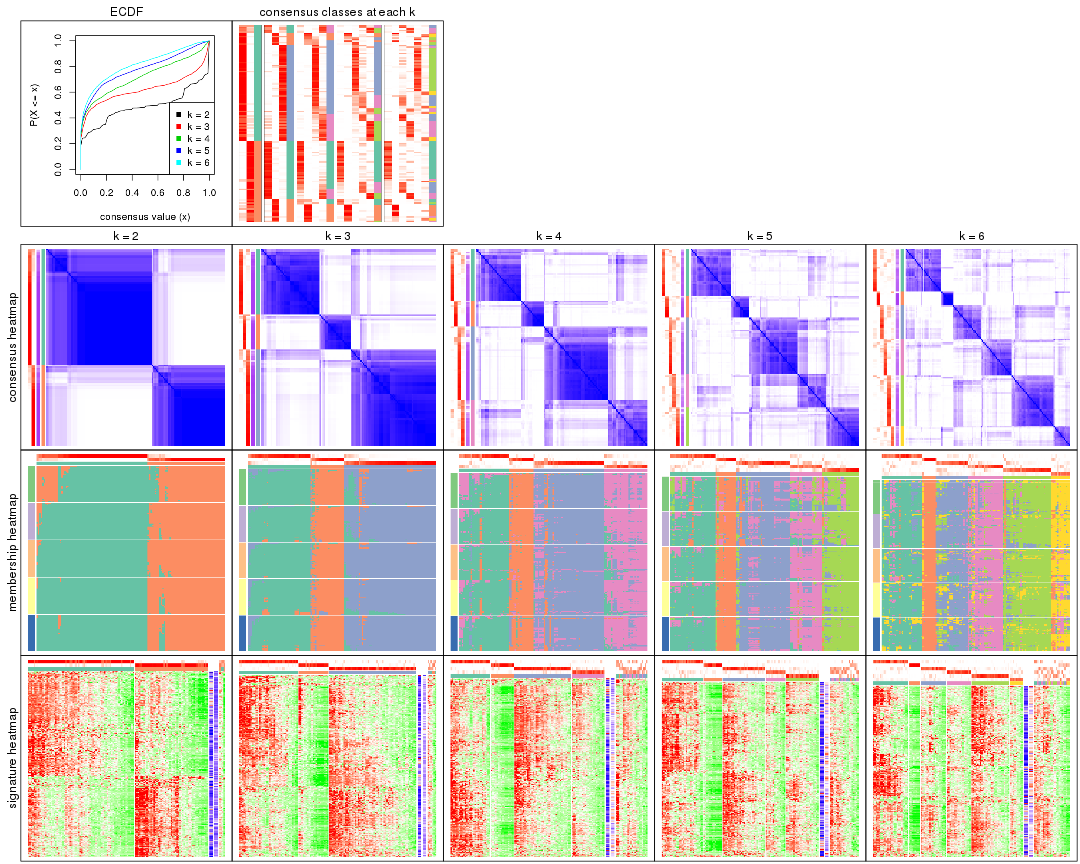 ECDF
consensus classes at each k
P(X <= x)
0.0
0.2
0.4
0.6
0.8
1.0
k = 2
k = 3
k = 4
k = 5
k = 6
0.0 0.2 0.4 0.6 0.8 1.0
consensus value (x)
k = 2
k = 3
k = 4
k = 5
k = 6
consensus heatmap
membership heatmap
signature heatmap